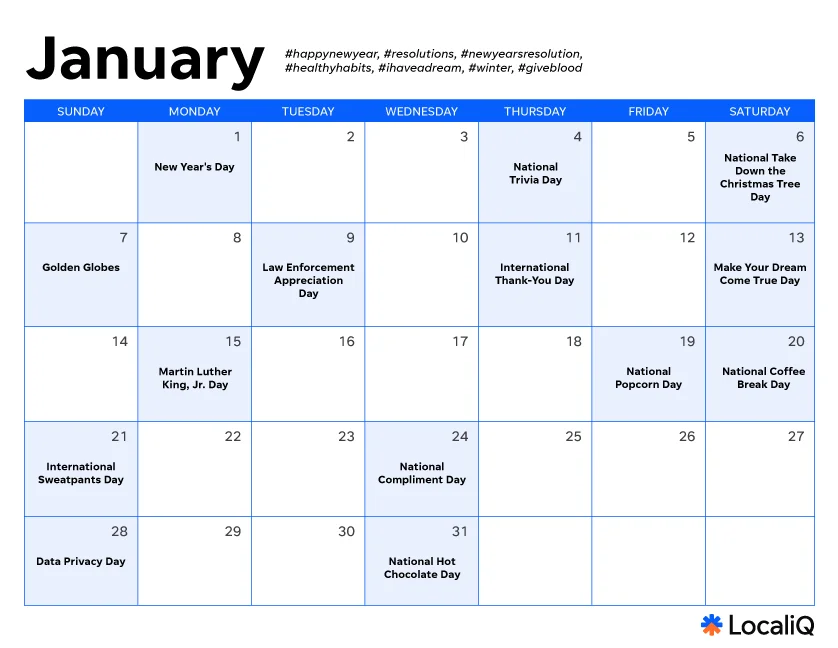 January
#happynewyear, #resolutions, #newyearsresolution,
#healthyhabits, #ihaveadream, #winter, #giveblood
SUNDAY MONDAY TUESDAY WEDNESDAY THURSDAY FRIDAY SATURDAY
1
New Year's Day
2
3
4
National
Trivia Day
5
6
National Take
Down the
Christmas Tree
Day
7
Golden Globes
8
9
Law Enforcement
Appreciation
Day
10
11
International
Thank-You Day
12
13
Make Your Dream
Come True Day
14
15
Martin Luther
King, Jr. Day
16
17
18
19
National
Popcorn Day
20
National Coffee
Break Day
21
International
Sweatpants Day
22
23
24
National
Compliment Day
25
26
27
28
Data Privacy Day
29
30
31
National Hot
Chocolate Day
LocaliQ